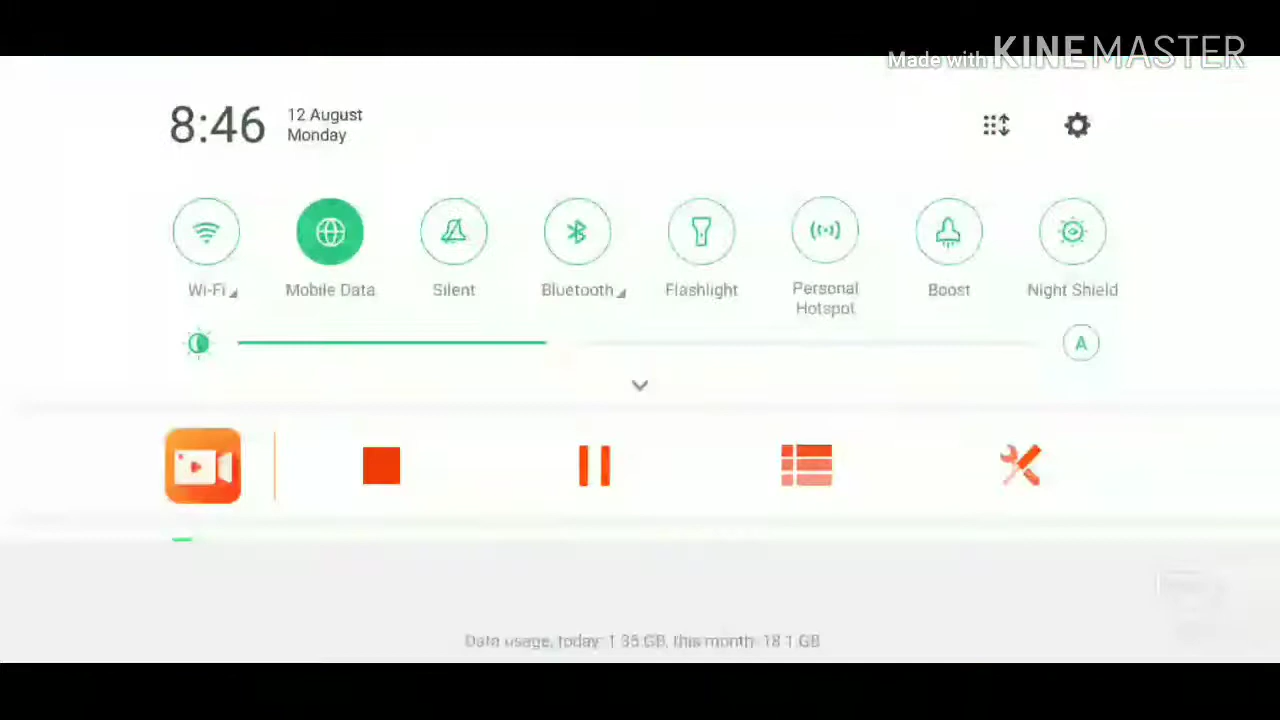 Made with KINEMASTER
8:46
12 August
Monday
Wi-Fi
Mobile Data
Silent
Bluetooth
Flashlight
Personal
Hotspot
Boost
Night Shield
A
Data usage, today: 1.35 GB, this month: 18.1 GB